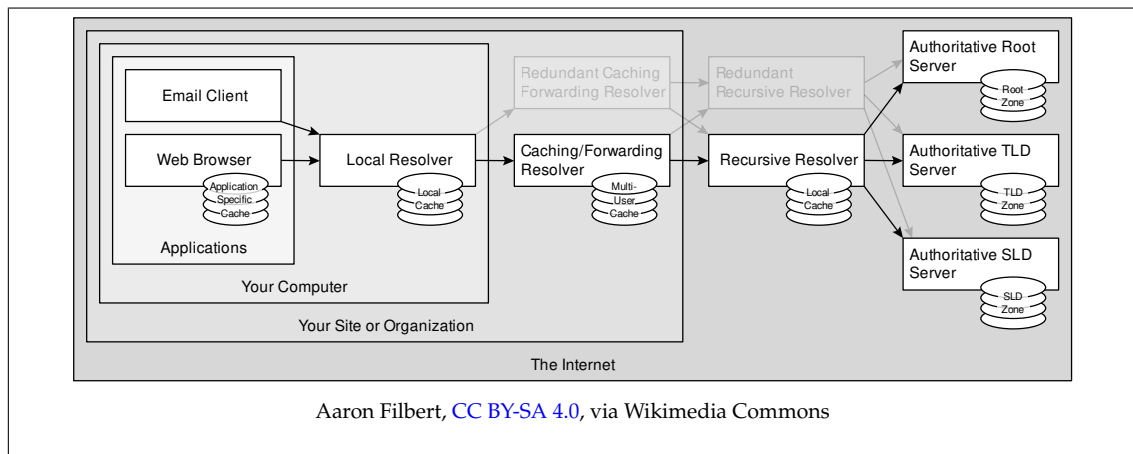 Email Client
Web Browser
Application
Specific
Cache
Applications
Local Resolver
Local
Cache
Your Computer
Redundant Caching
Forwarding Resolver
Caching/Forwarding
Resolver
Multi-
User
Cache
Your Site or Organization
Redundant
Recursive Resolver
Recursive Resolver
Local
Cache
Authoritative Root
Server
Root
Zone
Authoritative TLD
Server
TLD
Zone
Authoritative SLD
Server
SLD
Zone
The Internet
Aaron Filbert, CC BY-SA 4.0, via Wikimedia Commons